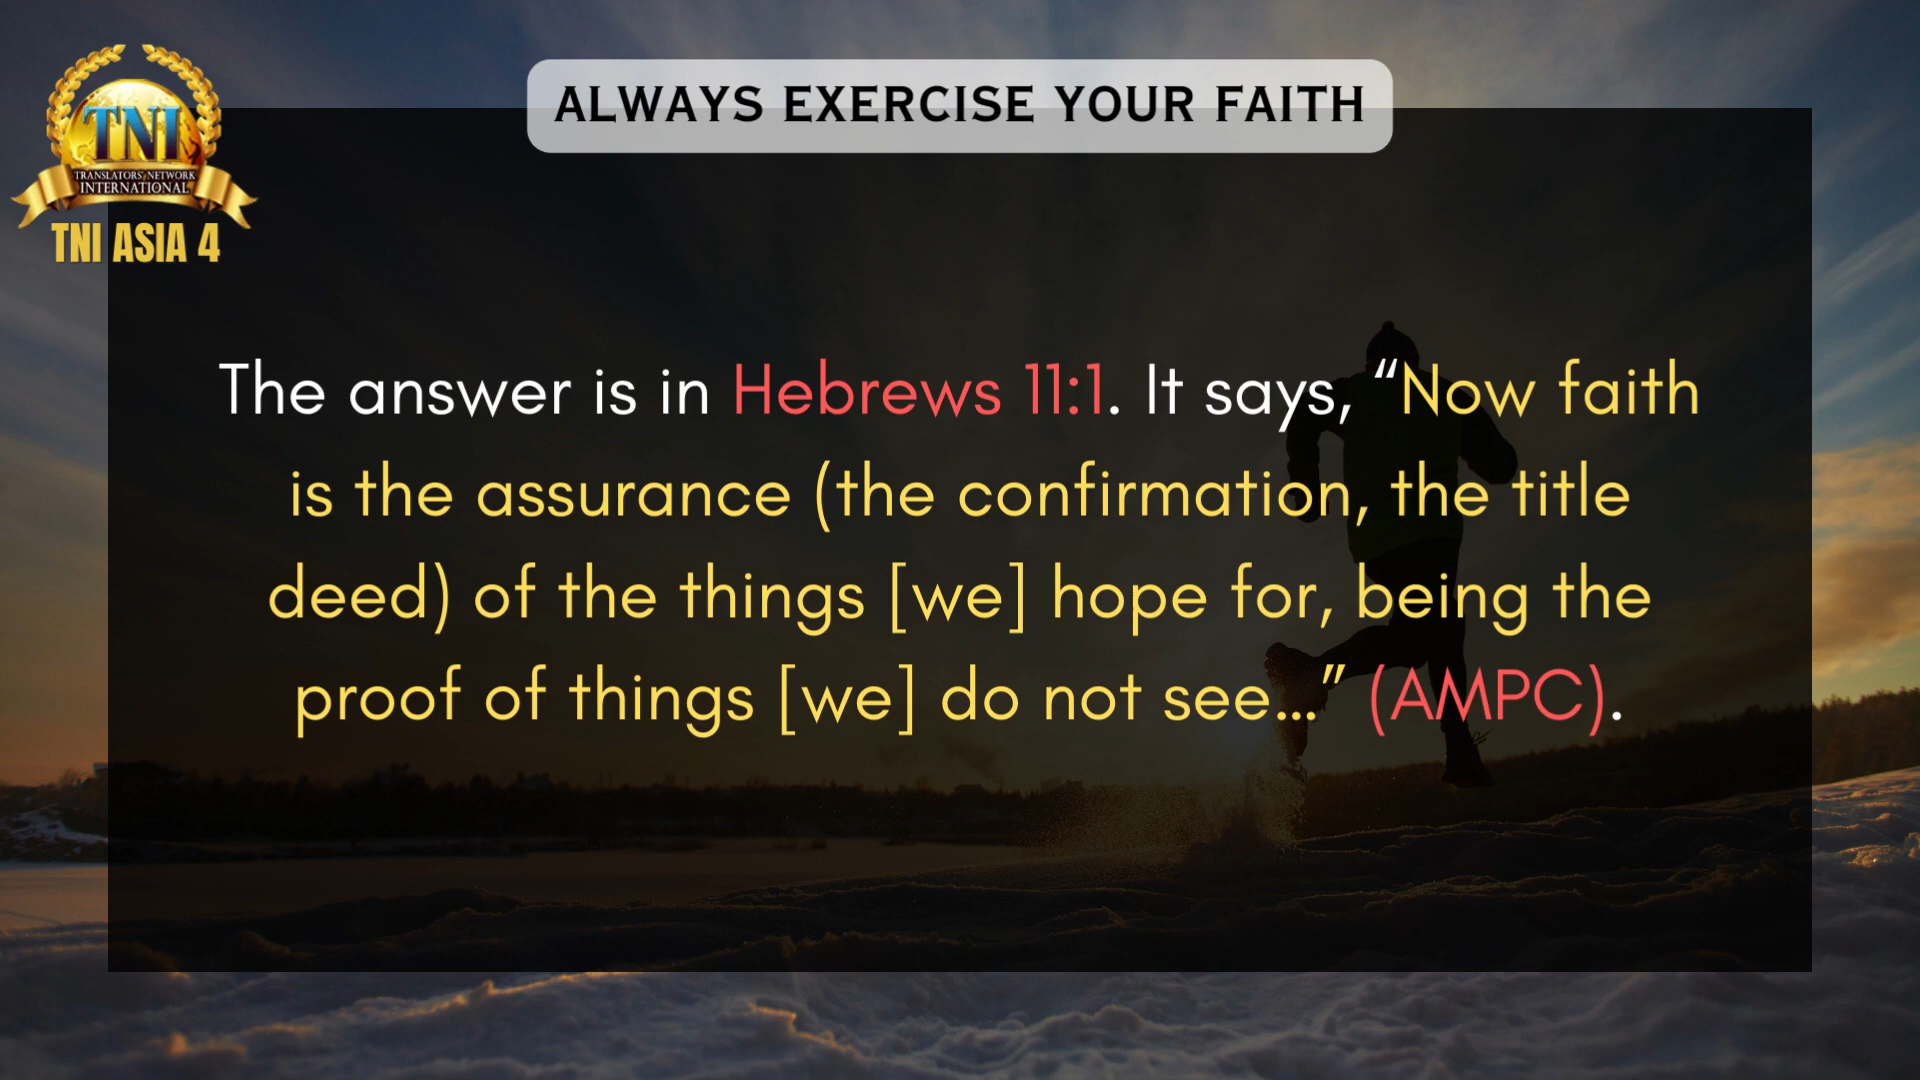 TNI
TRANSLATORS' NETWORK
INTERNATIONAL
TNI ASIA 4
ALWAYS EXERCISE YOUR FAITH
The answer is in Hebrews 11:1. It says, “Now faith
is the assurance (the confirmation, the title
deed) of the things [we] hope for, being the
proof of things [we] do not see...” (AMPC).